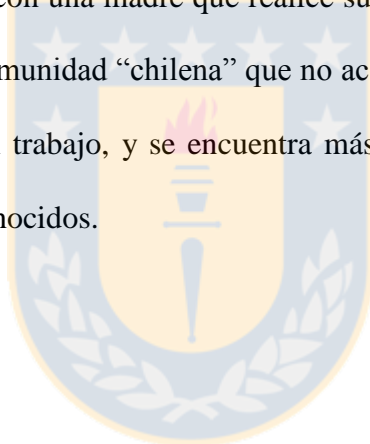 con una madre que realice su
munidad “chilena” que no ac
trabajo, y se encuentra más
nocidos.